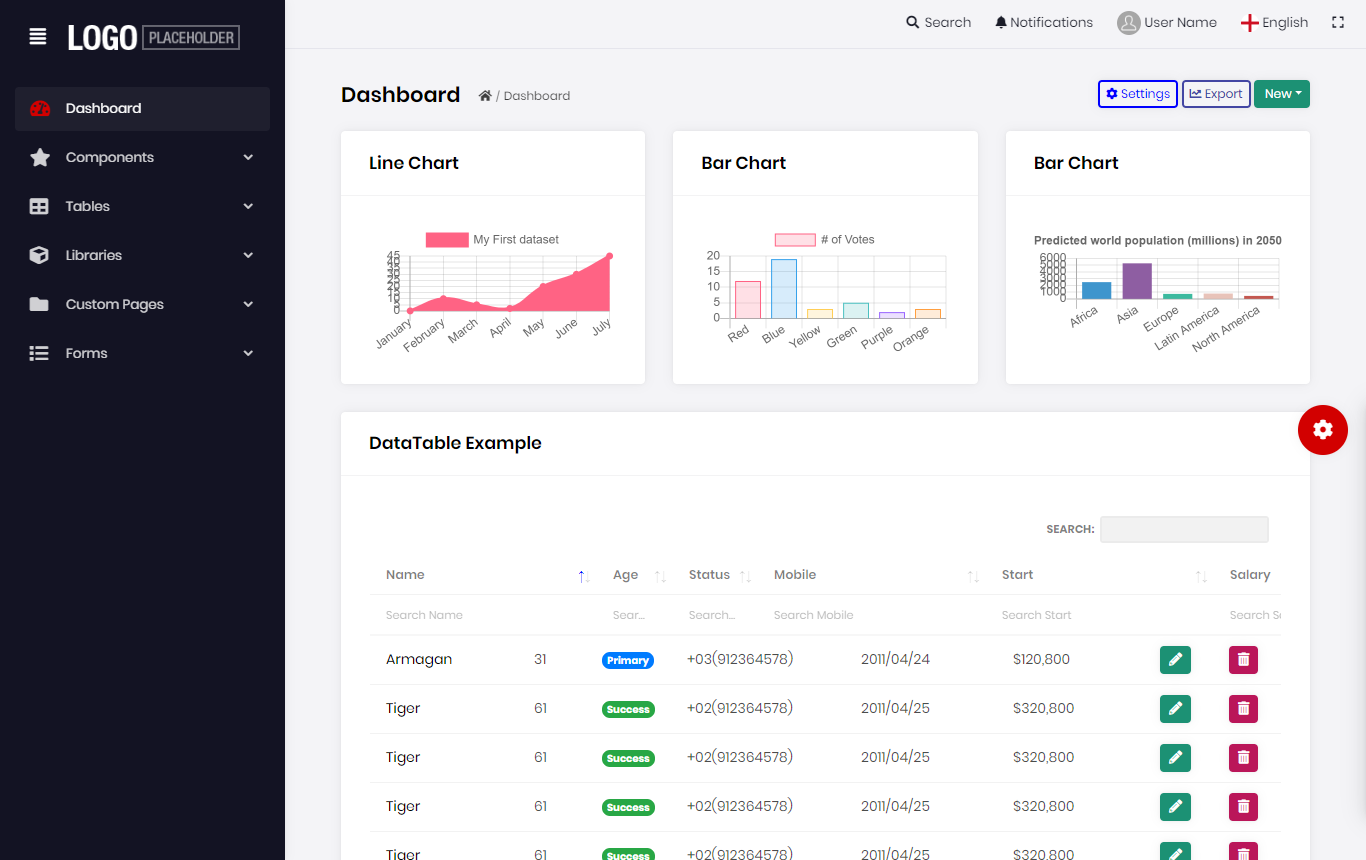 LOGO PLACEHOLDER
Search Notifications User Name English
Dashboard
Components
Tables
Libraries
Custom Pages
Forms
Dashboard / Dashboard
Settings Export New
Line Chart
My First dataset
45
40
35
30
25
20
15
10
5
0
January February March April May June July
Bar Chart
# of Votes
20
15
10
5
0
Red Blue Yellow Green Purple Orange
Bar Chart
Predicted world population (millions) in 2050
6000
5000
4000
3000
2000
1000
0
Africa Asia Europe Latin America North America
DataTable Example
SEARCH:
Name Age Status Mobile Start Salary
Search Name Sear... Search... Search Mobile Search Start Search S
Armagan 31 Primary +03(912364578) 2011/04/24 $120,800
Tiger 61 Success +02(912364578) 2011/04/25 $320,800
Tiger 61 Success +02(912364578) 2011/04/25 $320,800
Tiger 61 Success +02(912364578) 2011/04/25 $320,800
Tiger 61 Success +02(912364578) 2011/04/25 $320,800